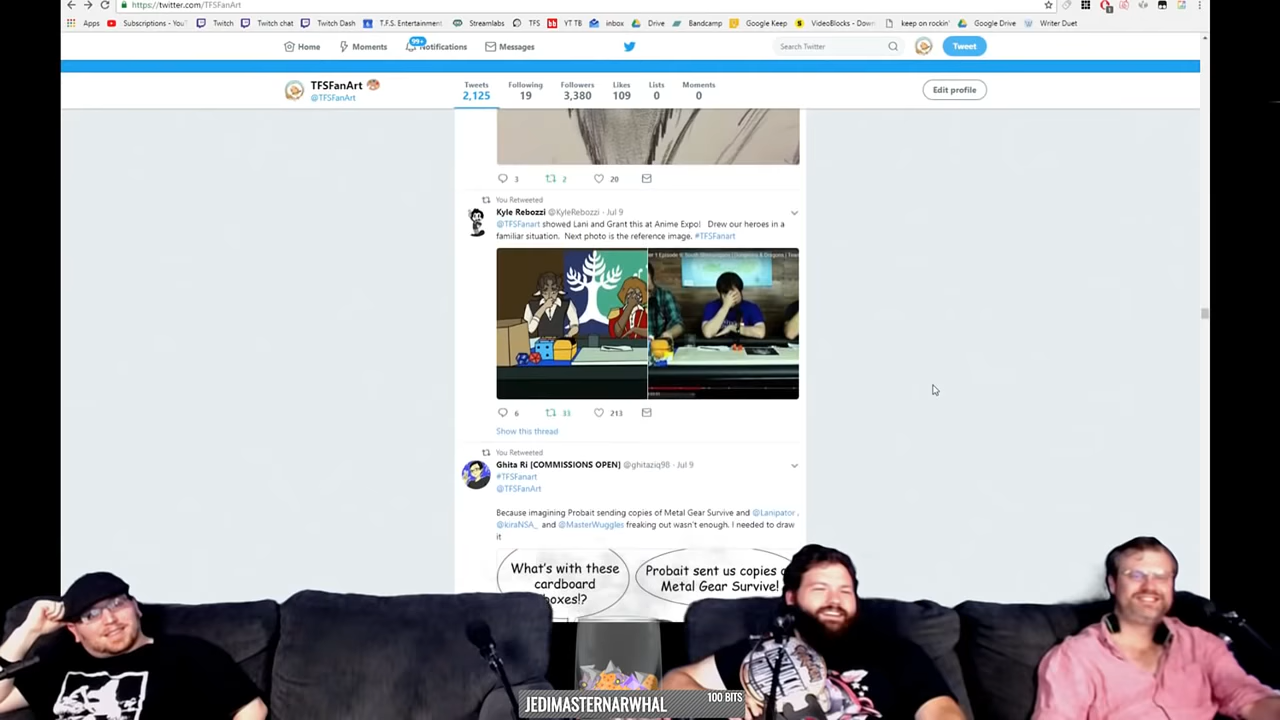 https://twitter.com/TFSFanArt
Apps Subscriptions - You Twitch Twitch chat Twitch Dash T.F.S. Entertainment Streamlabs TFS YT TB inbox Drive Bandcamp Google Keep VideoBlocks - Down keep on rockin' Google Drive Writer Duet
Home Moments 99+ Notifications Messages Search Twitter Tweet
TFSFanArt
@TFSFanArt
Tweets Following Followers Likes Lists Moments
2,125 19 3,380 109 0 0
Edit profile
3 2 20
You Retweeted
Kyle Rebozzi @KyleRebozzi · Jul 9
@TFSFanart showed Lani and Grant this at Anime Expo! Drew our heroes in a
familiar situation. Next photo is the reference image. #TFSFanart
6 33 213
Show this thread
You Retweeted
Ghita Ri [COMMISSIONS OPEN] @ghitaziq98 · Jul 9
#TFSFanart
@TFSFanArt
Because imagining Probait sending copies of Metal Gear Survive and @Lanipator ,
@kiraNSA_ and @MasterWuggles freaking out wasn't enough. I needed to draw
it
What's with these
cardboard
boxes!?
Probait sent us copies
Metal Gear Survive!
JEDIMASTERNARWHAL 100 BITS